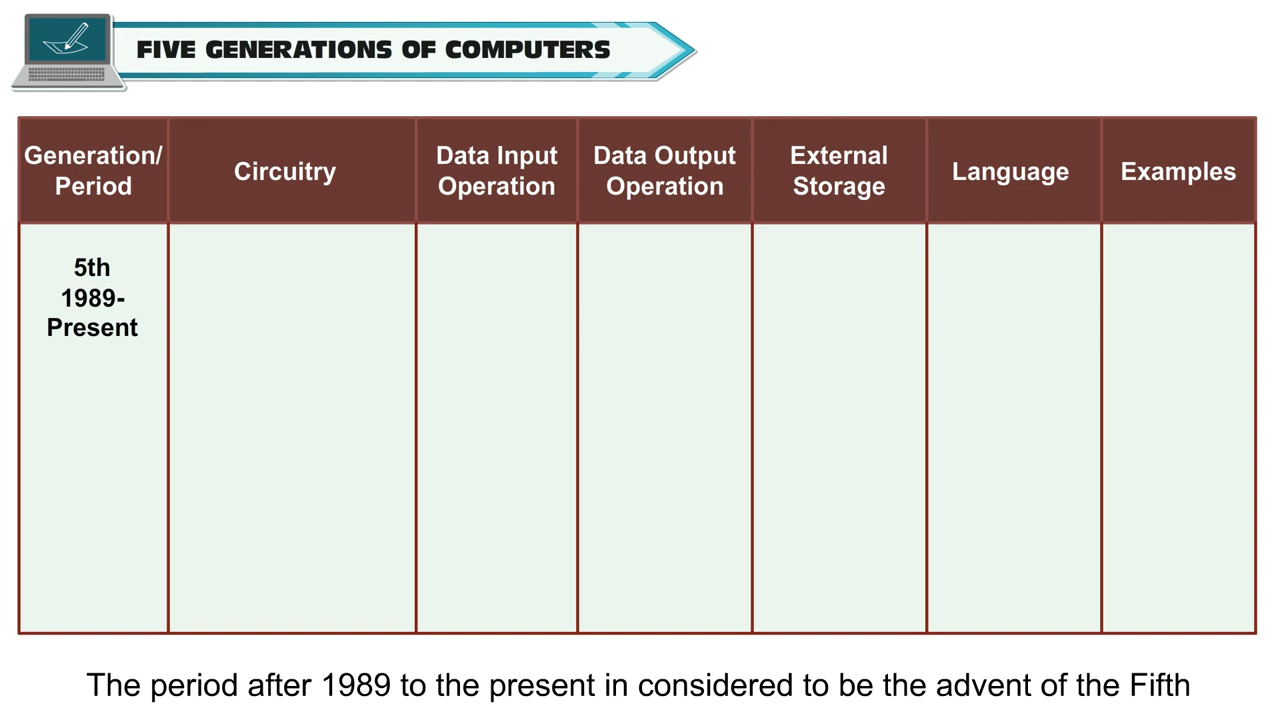 FIVE GENERATIONS OF COMPUTERS
Generation/
Period
Circuitry
Data Input
Operation
Data Output
Operation
External
Storage
Language
Examples
5th
1989-
Present
The period after 1989 to the present in considered to be the advent of the Fifth